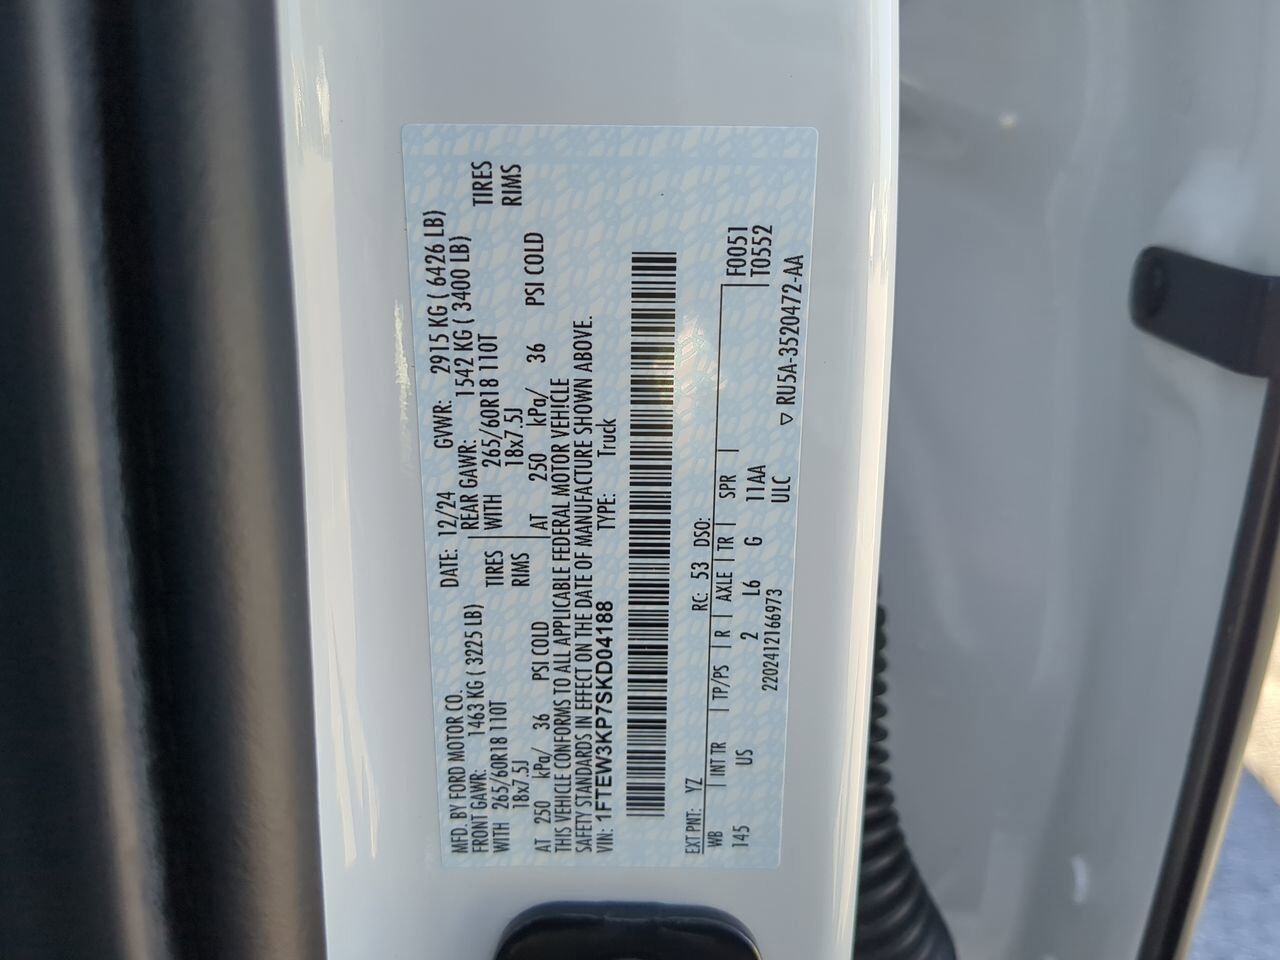 MFD. BY FORD MOTOR CO. DATE: 12/24 GVWR: 2915 KG ( 6426 LB)
FRONT GAWR: 1463 KG ( 3225 LB) REAR GAWR: 1542 KG ( 3400 LB)
WITH 265/60R18 110T TIRES WITH 265/60R18 110T TIRES
18x7.5J RIMS 18x7.5J RIMS
AT 250 kPa/ 36 PSI COLD AT 250 kPa/ 36 PSI COLD
THIS VEHICLE CONFORMS TO ALL APPLICABLE FEDERAL MOTOR VEHICLE
SAFETY STANDARDS IN EFFECT ON THE DATE OF MANUFACTURE SHOWN ABOVE.
VIN: 1FTEW3KP7SKD04188 TYPE: Truck
EXT PNT: YZ RC: 53 DSO:
WB INT TR TP/PS R AXLE TR SPR F0051
145 US 2 L6 G 11AA T0552
2202412166973 ULC ▽ RU5A-3520472-AA